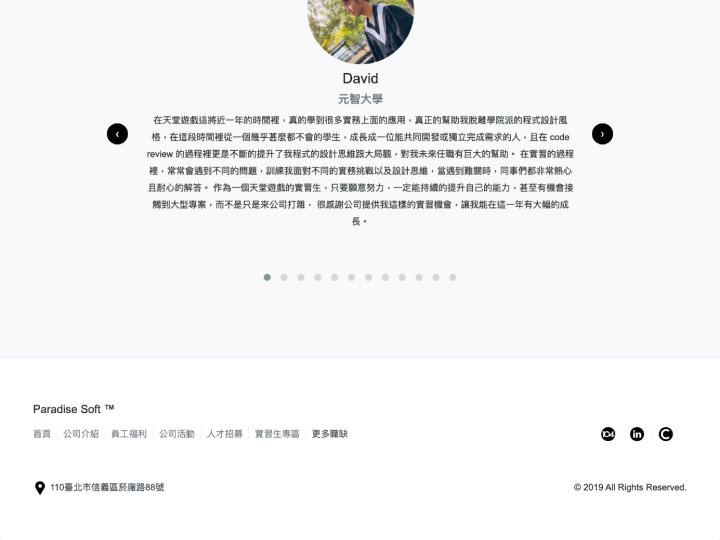 David
元智大學
在天堂遊戲這將近一年的時間裡，真的學到很多實務上面的應用，真正的幫助我脫離學院派的程式設計風
格，在這段時間裡從一個幾乎甚麼都不會的學生，成長成一位能共同開發或獨立完成需求的人，且在 code
review 的過程裡更是不斷的提升了我程式的設計思維跟大局觀，對我未來任職有巨大的幫助。 在實習的過程
裡，常常會遇到不同的問題，訓練我面對不同的實務挑戰以及設計思維，當遇到難關時，同事們都非常熱心
且耐心的解答。 作為一個天堂遊戲的實習生，只要願意努力，一定能持續的提升自己的能力，甚至有機會接
觸到大型專案，而不是只是來公司打雜， 很感謝公司提供我這樣的實習機會，讓我能在這一年有大幅的成
長。
‹
›
Paradise Soft ™
首頁 公司介紹 員工福利 公司活動 人才招募 實習生專區 更多職缺
104 in C
110臺北市信義區菸廠路88號
© 2019 All Rights Reserved.